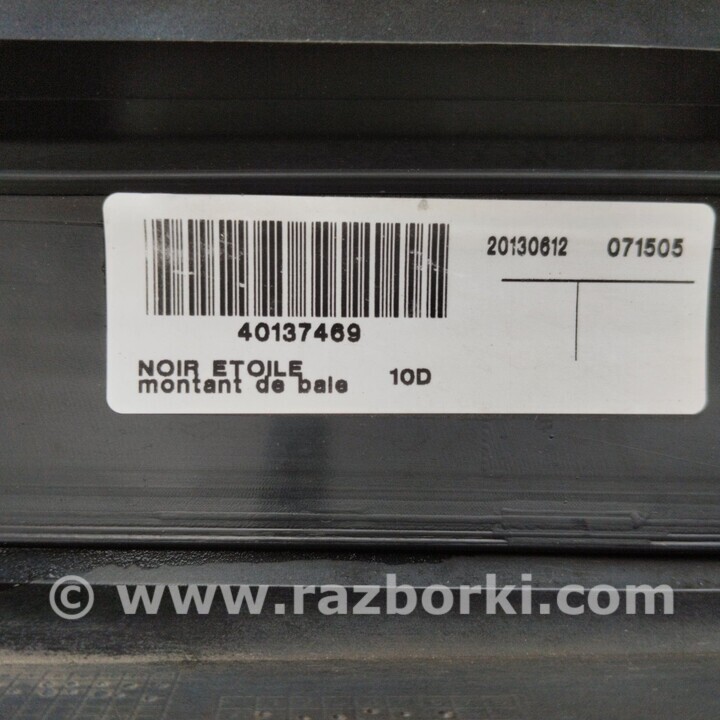 20130612 071505
40137469
NOIR ETOILE
montant de baie 10D
© www.razborki.com